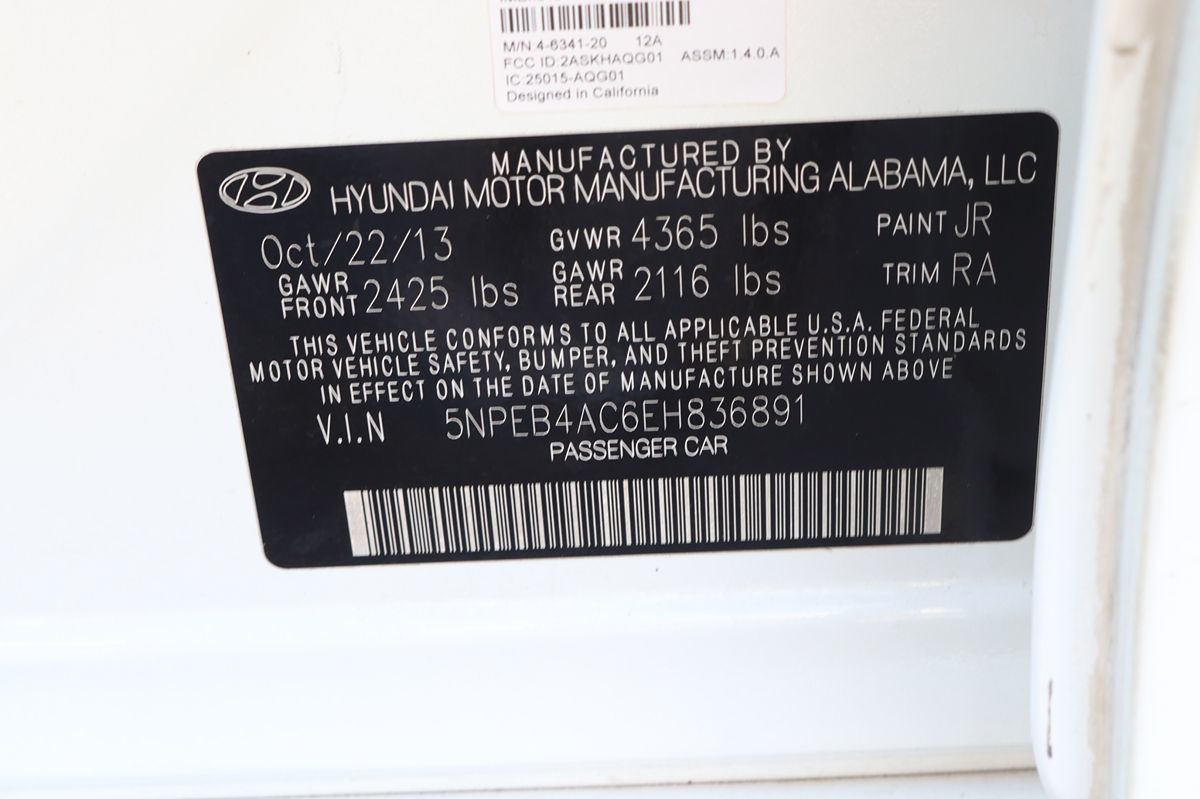 M/N:4-6341-20 12A
FCC ID:2ASKHAQG01 ASSM:1.4.0.A
IC:25015-AQG01
Designed in California
MANUFACTURED BY
HYUNDAI MOTOR MANUFACTURING ALABAMA, LLC
Oct/22/13 GVWR 4365 lbs PAINT JR
GAWR FRONT 2425 lbs GAWR REAR 2116 lbs TRIM RA
THIS VEHICLE CONFORMS TO ALL APPLICABLE U.S.A. FEDERAL
MOTOR VEHICLE SAFETY, BUMPER, AND THEFT PREVENTION STANDARDS
IN EFFECT ON THE DATE OF MANUFACTURE SHOWN ABOVE
V.I.N 5NPEB4AC6EH836891
PASSENGER CAR